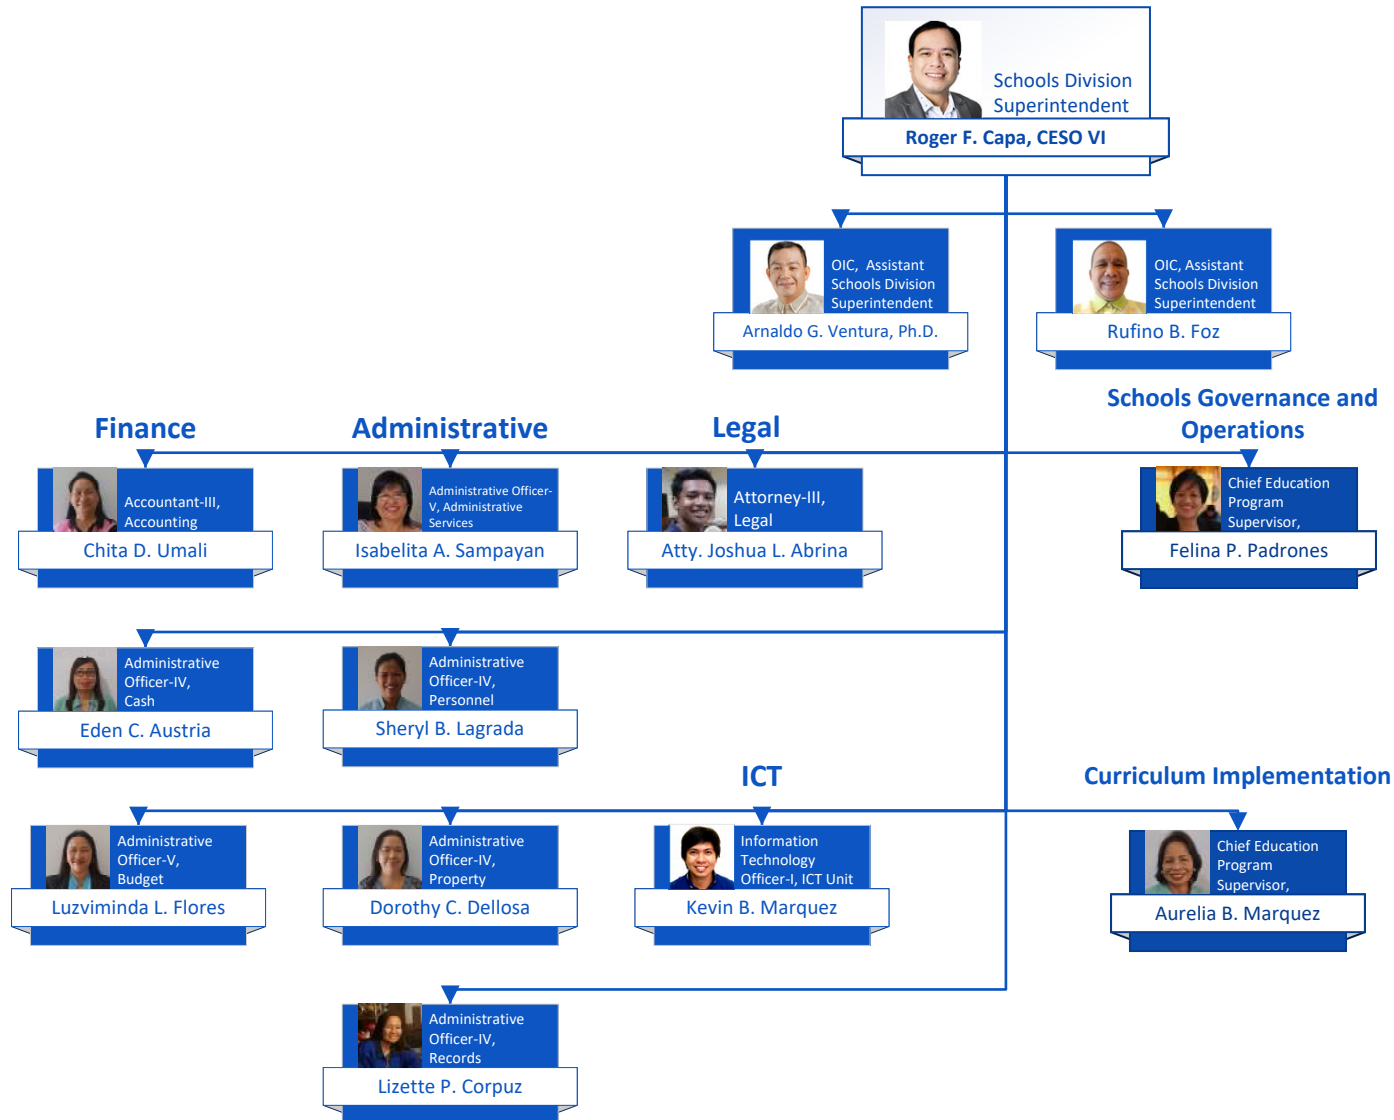 Schools Division
Superintendent
Roger F. Capa, CESO VI
OIC, Assistant
Schools Division
Superintendent
Arnaldo G. Ventura, Ph.D.
OIC, Assistant
Schools Division
Superintendent
Rufino B. Foz
Finance
Administrative
Legal
Schools Governance and
Operations
Accountant-III,
Accounting
Chita D. Umali
Administrative Officer-
V, Administrative
Services
Isabelita A. Sampayan
Attorney-III,
Legal
Atty. Joshua L. Abrina
Chief Education
Program
Supervisor,
Felina P. Padrones
Administrative
Officer-IV,
Cash
Eden C. Austria
Administrative
Officer-IV,
Personnel
Sheryl B. Lagrada
ICT
Curriculum Implementation
Administrative
Officer-V,
Budget
Luzviminda L. Flores
Administrative
Officer-IV,
Property
Dorothy C. Dellosa
Information
Technology
Officer-I, ICT Unit
Kevin B. Marquez
Chief Education
Program
Supervisor,
Aurelia B. Marquez
Administrative
Officer-IV,
Records
Lizette P. Corpuz